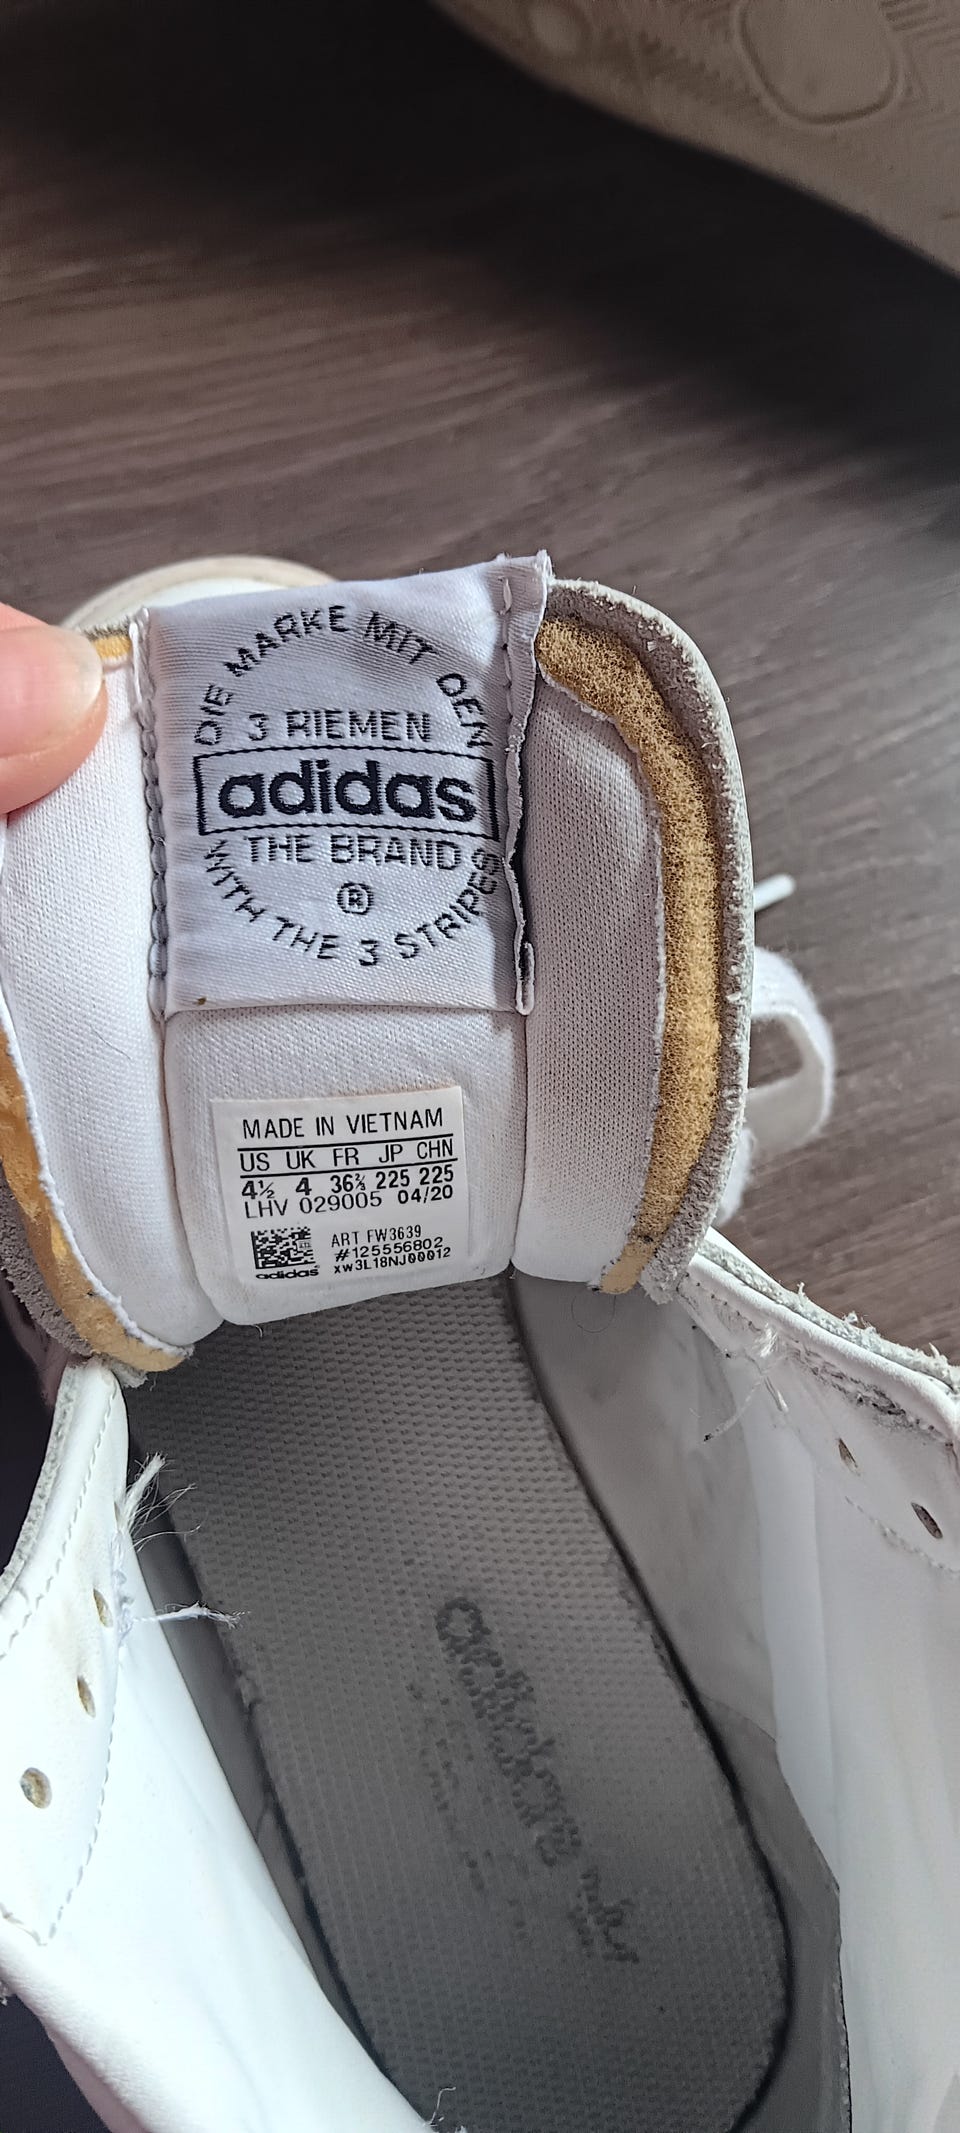 DIE MARKE MIT DEN
3 RIEMEN
adidas
THE BRAND
®
WITH THE 3 STRIPES
MADE IN VIETNAM
US UK FR JP CHN
4½ 4 36⅔ 225 225
LHV 029005 04/20
ART FW3639
#125556802
xw3L18NJ00012
adidas